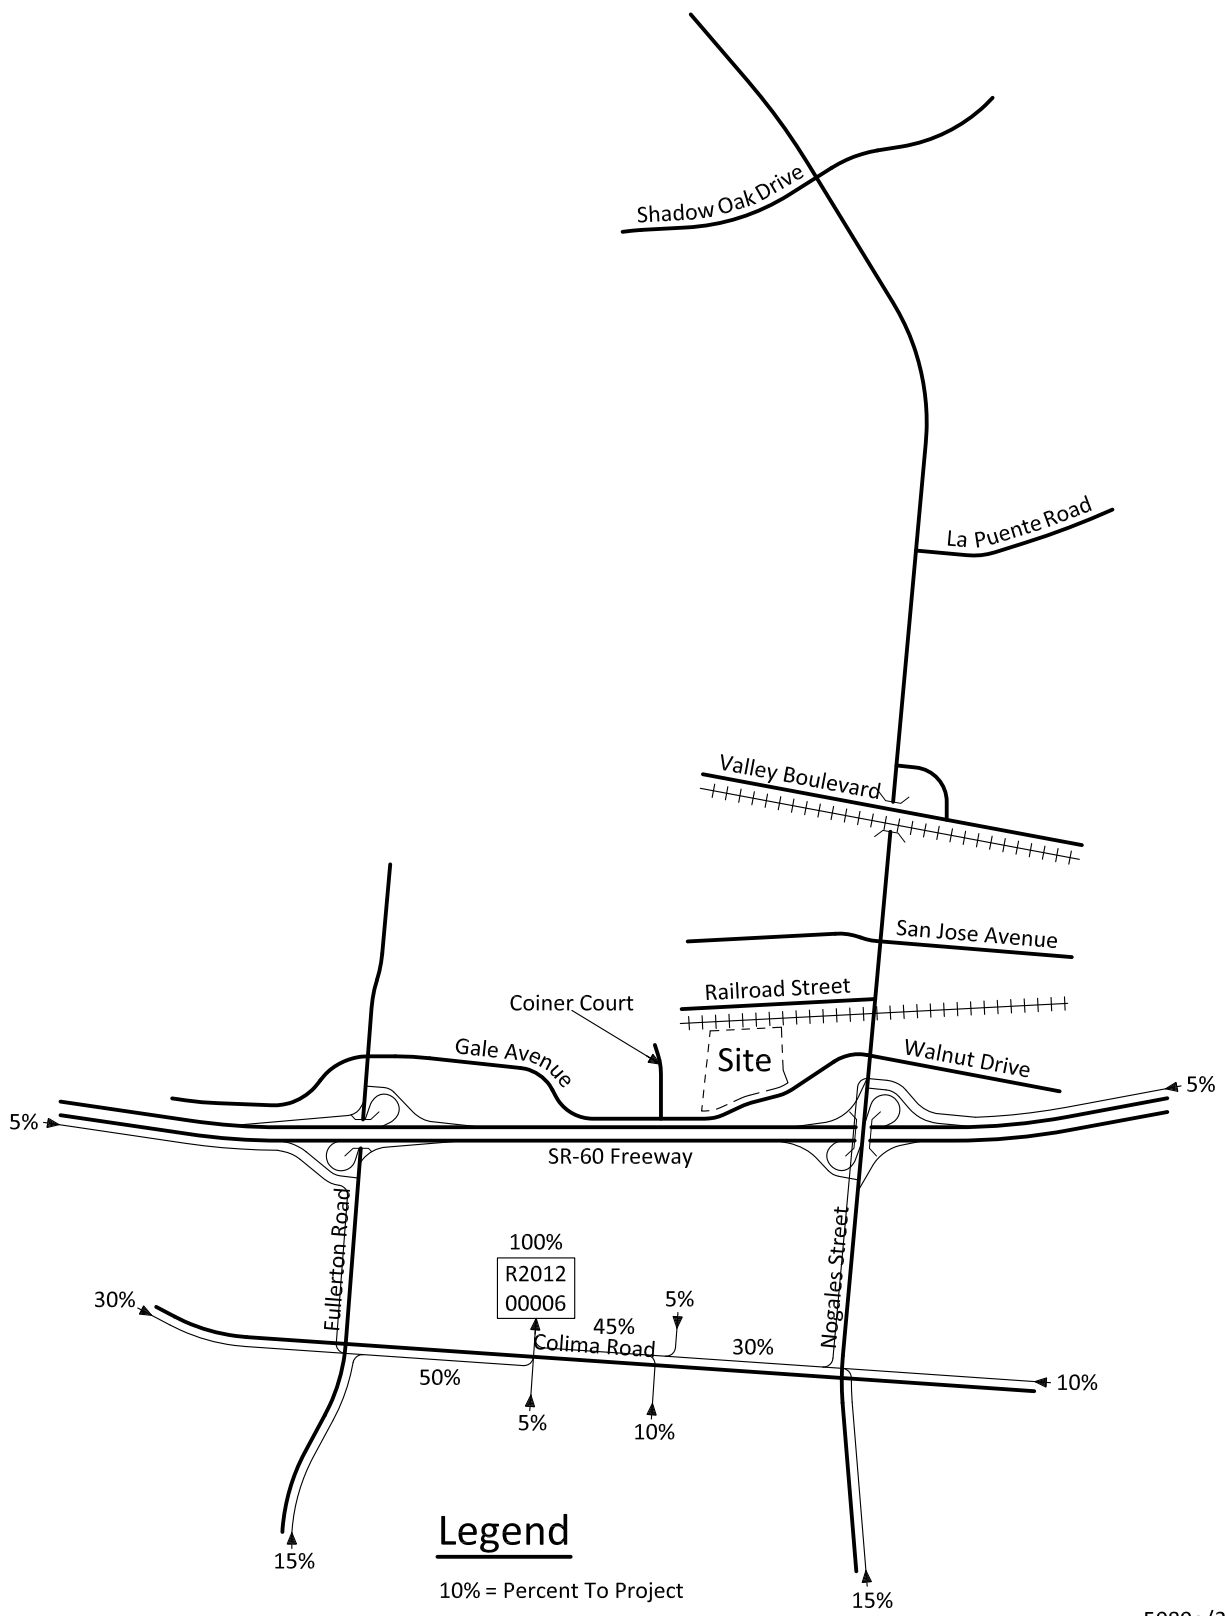 Shadow Oak Drive
La Puente Road
Valley Boulevard
San Jose Avenue
Railroad Street
Coiner Court
Gale Avenue
Site
Walnut Drive
5%
5%
SR-60 Freeway
Fullerton Road
Nogales Street
100%
R2012
00006
30%
5%
45%
Colima Road
30%
50%
10%
5%
10%
Legend
15%
10% = Percent To Project
15%